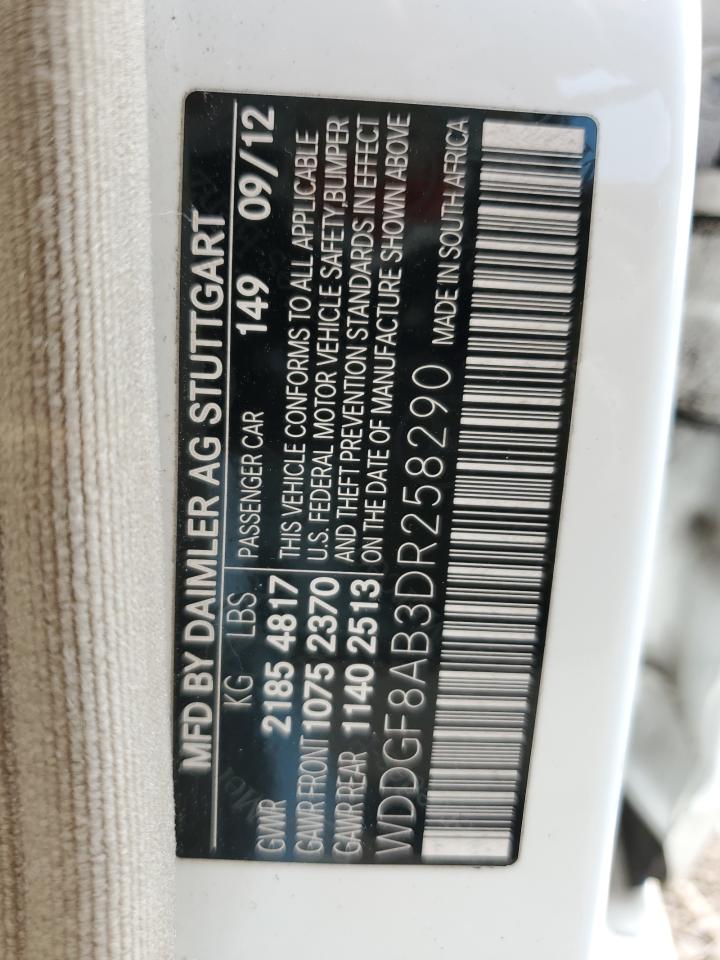 MFD BY DAIMLER AG STUTTGART
KG LBS PASSENGER CAR 149 09/12
GVWR 2185 4817 THIS VEHICLE CONFORMS TO ALL APPLICABLE
GAWR FRONT 1075 2370 U.S. FEDERAL MOTOR VEHICLE SAFETY,BUMPER
GAWR REAR 1140 2513 AND THEFT PREVENTION STANDARDS IN EFFECT
ON THE DATE OF MANUFACTURE SHOWN ABOVE
WDDGF8AB3DR258290 MADE IN SOUTH AFRICA